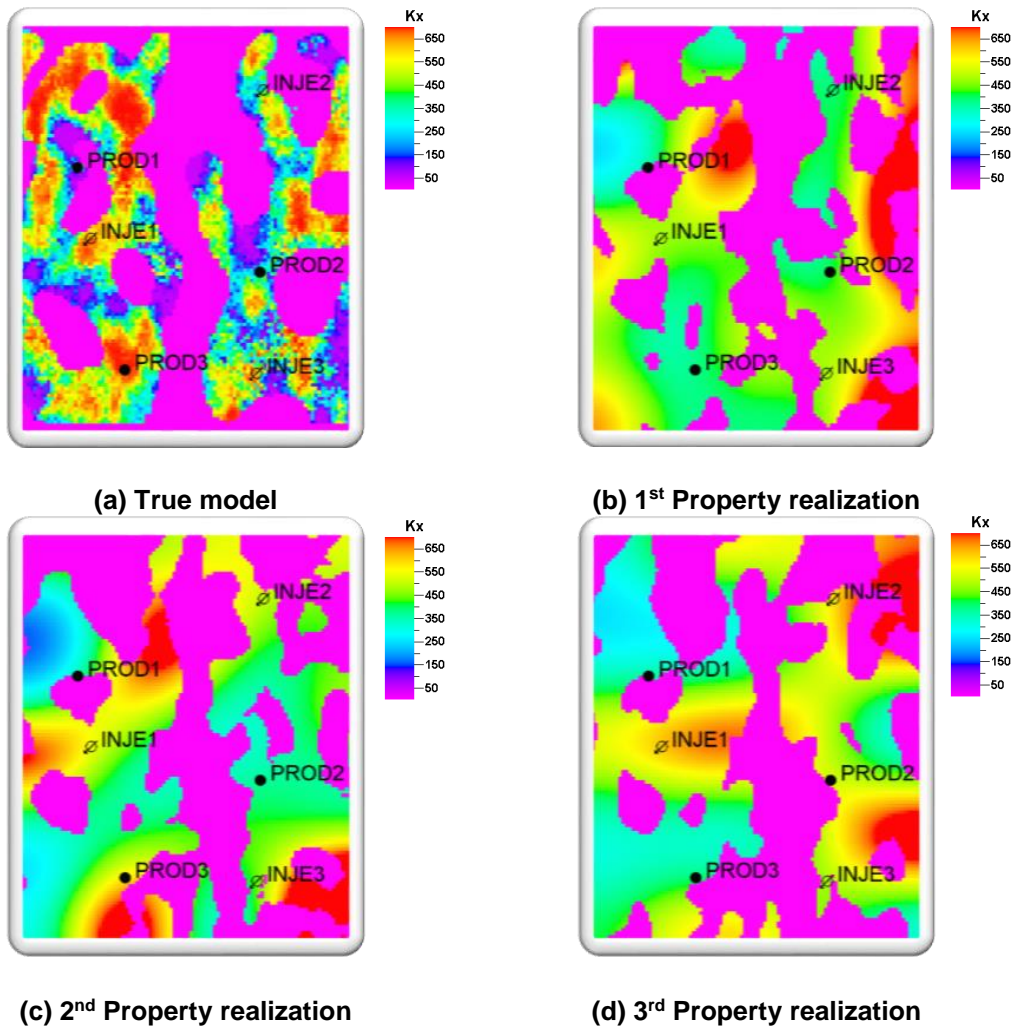 Kx
650
550
450
350
250
150
50
INJE2
PROD1
INJE1
PROD2
PROD3
INJE3
(a) True model
Kx
650
550
450
350
250
150
50
INJE2
PROD1
INJE1
PROD2
PROD3
INJE3
(b) 1st Property realization
Kx
650
550
450
350
250
150
50
INJE2
PROD1
INJE1
PROD2
PROD3
INJE3
(c) 2nd Property realization
Kx
650
550
450
350
250
150
50
INJE2
PROD1
INJE1
PROD2
PROD3
INJE3
(d) 3rd Property realization